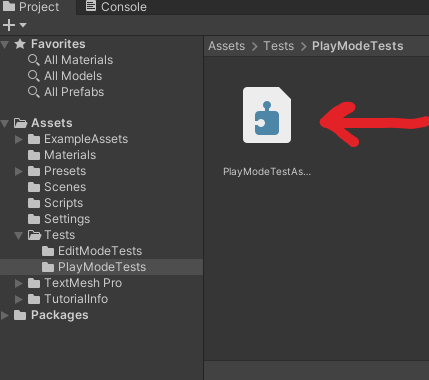 Project
Console
Favorites
All Materials
All Models
All Prefabs
Assets
ExampleAssets
Materials
Presets
Scenes
Scripts
Settings
Tests
EditModeTests
PlayModeTests
TextMesh Pro
TutorialInfo
Packages
Assets > Tests > PlayModeTests
PlayModeTestAs...